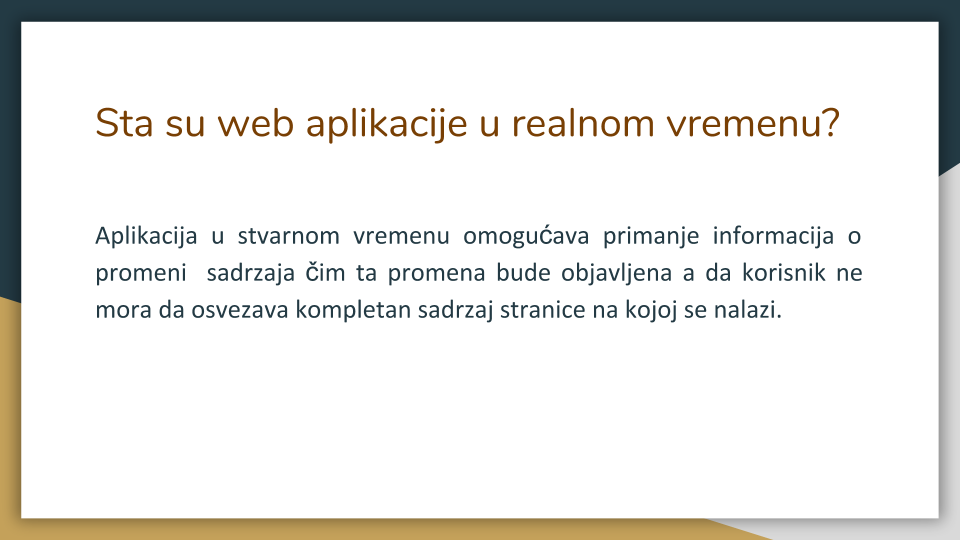 Sta su web aplikacije u realnom vremenu?
Aplikacija u stvarnom vremenu omogućava primanje informacija o
promeni sadrzaja čim ta promena bude objavljena a da korisnik ne
mora da osvezava kompletan sadrzaj stranice na kojoj se nalazi.